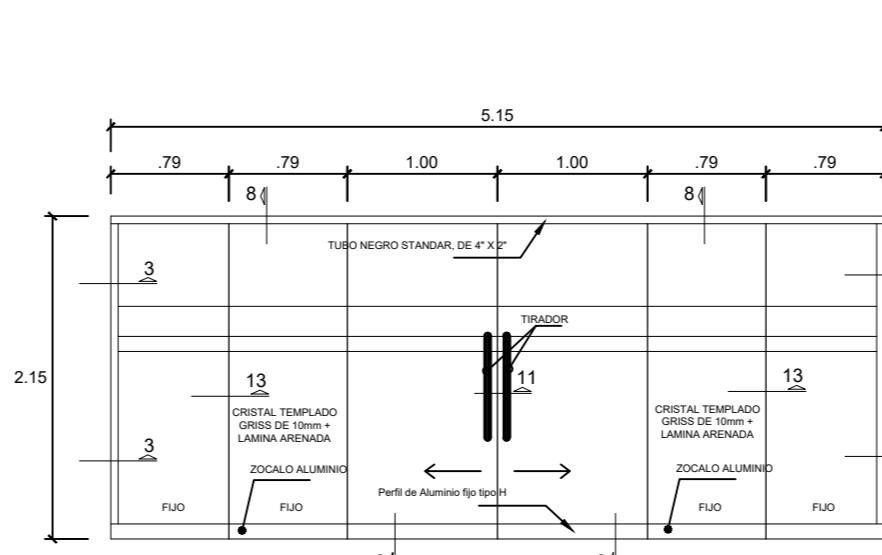 5.15
.79 .79 1.00 1.00 .79 .79
8 8
TUBO NEGRO STANDAR, DE 4" X 2"
3
TIRADOR
2.15
13 11 13
CRISTAL TEMPLADO
GRISS DE 10mm +
LAMINA ARENADA
CRISTAL TEMPLADO
GRISS DE 10mm +
LAMINA ARENADA
3
ZOCALO ALUMINIO ZOCALO ALUMINIO
Perfil de Aluminio fijo tipo H
FIJO FIJO FIJO FIJO